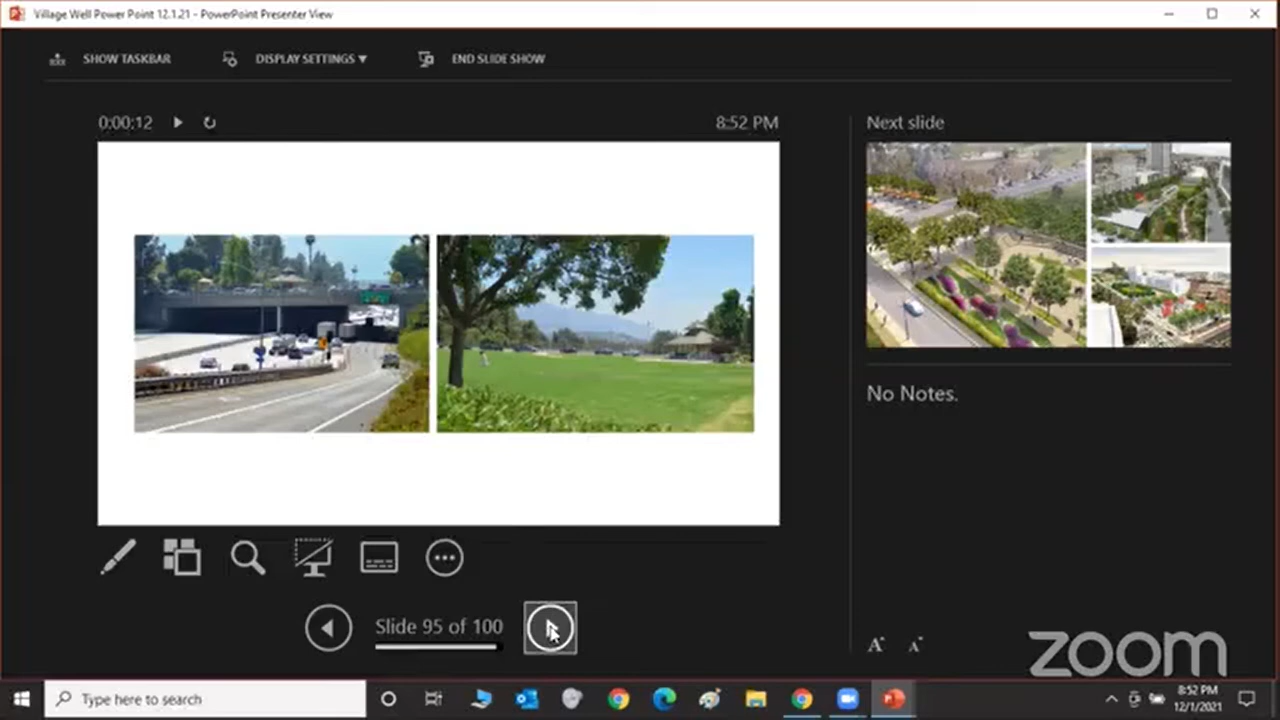 Village Well Power Point 12.1.21 - PowerPoint Presenter View
SHOW TASKBAR
DISPLAY SETTINGS ▼
END SLIDE SHOW
0:00:12
8:52 PM
Next slide
No Notes.
Slide 95 of 100
A A
zoom
Type here to search
8:52 PM
12/1/2021